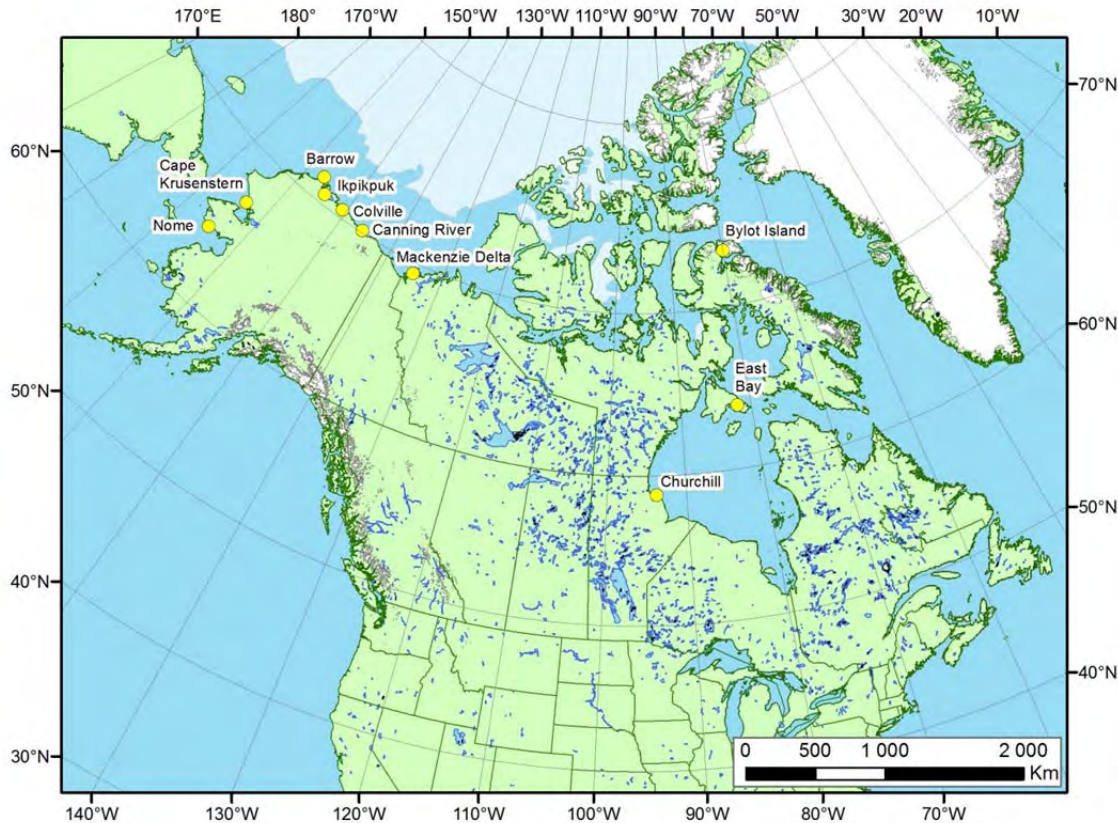 170°E 180° 170°W 150°W 130°W 110°W 90°W 70°W 50°W 30°W 20°W 10°W
70°N
60°N
Cape
Krusenstern
Barrow
Ikpikpuk
Nome
Colville
Canning River
Bylot Island
Mackenzie Delta
60°N
East
Bay
50°N
Churchill
50°N
40°N
40°N
0 500 1 000 2 000
Km
30°N
140°W 130°W 120°W 110°W 100°W 90°W 80°W 70°W